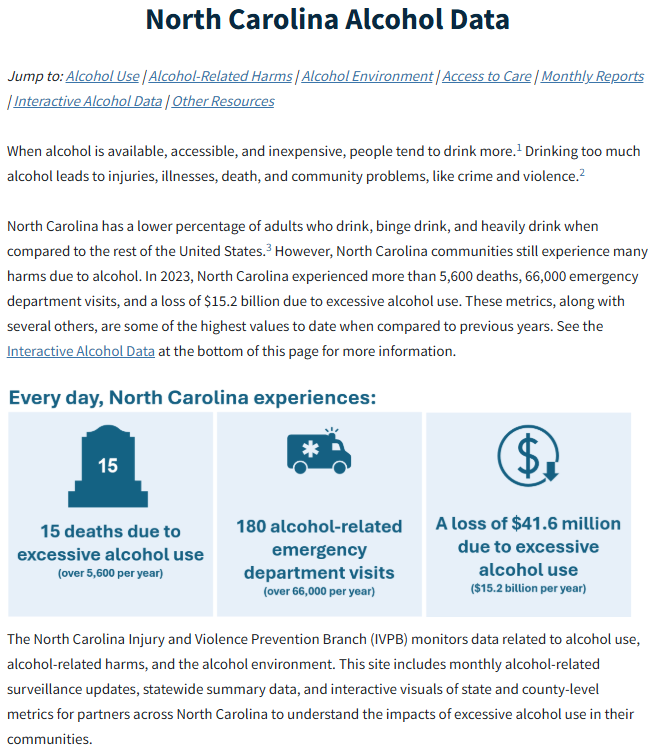 North Carolina Alcohol Data
Jump to: Alcohol Use | Alcohol-Related Harms | Alcohol Environment | Access to Care | Monthly Reports
| Interactive Alcohol Data | Other Resources
When alcohol is available, accessible, and inexpensive, people tend to drink more.1 Drinking too much
alcohol leads to injuries, illnesses, death, and community problems, like crime and violence.2
North Carolina has a lower percentage of adults who drink, binge drink, and heavily drink when
compared to the rest of the United States.3 However, North Carolina communities still experience many
harms due to alcohol. In 2023, North Carolina experienced more than 5,600 deaths, 66,000 emergency
department visits, and a loss of $15.2 billion due to excessive alcohol use. These metrics, along with
several others, are some of the highest values to date when compared to previous years. See the
Interactive Alcohol Data at the bottom of this page for more information.
Every day, North Carolina experiences:
15
15 deaths due to
excessive alcohol use
(over 5,600 per year)
180 alcohol-related
emergency
department visits
(over 66,000 per year)
$
A loss of $41.6 million
due to excessive
alcohol use
($15.2 billion per year)
The North Carolina Injury and Violence Prevention Branch (IVPB) monitors data related to alcohol use,
alcohol-related harms, and the alcohol environment. This site includes monthly alcohol-related
surveillance updates, statewide summary data, and interactive visuals of state and county-level
metrics for partners across North Carolina to understand the impacts of excessive alcohol use in their
communities.